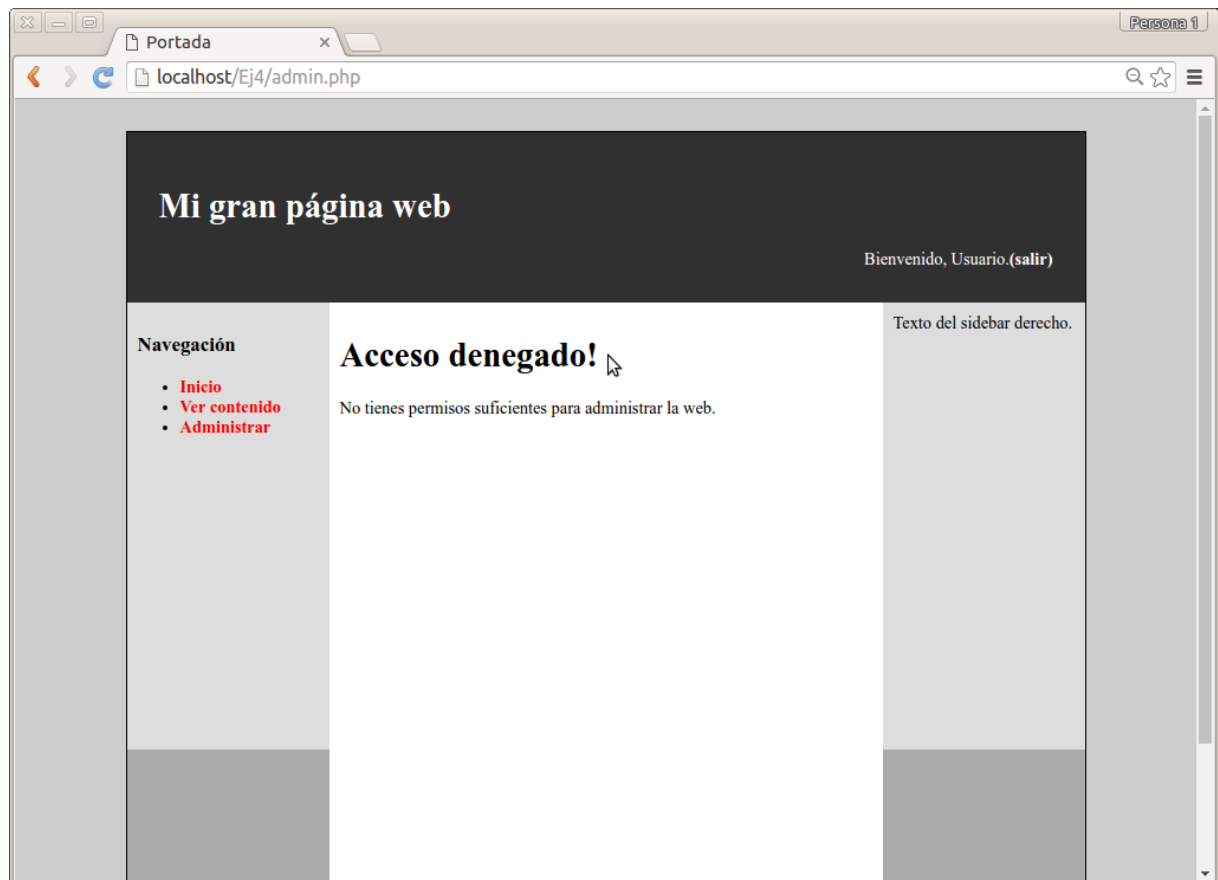 Persona 1
Portada
localhost/Ej4/admin.php
Mi gran página web
Bienvenido, Usuario.(salir)
Navegación
Inicio
Ver contenido
Administrar
Acceso denegado!
No tienes permisos suficientes para administrar la web.
Texto del sidebar derecho.